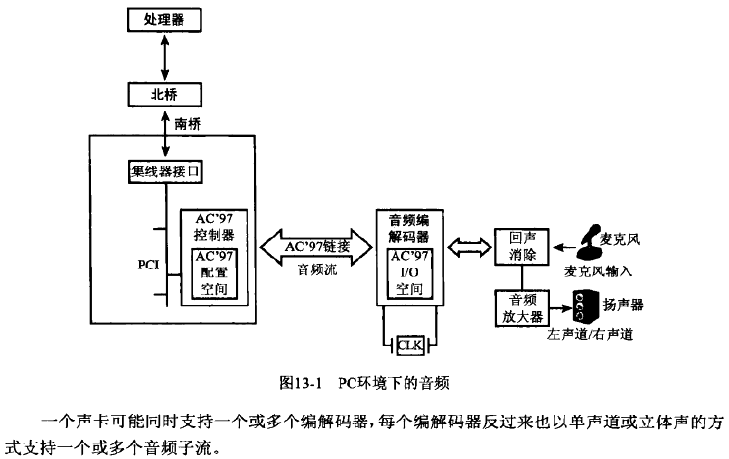 处理器
北桥
南桥
集线器接口
AC'97
控制器
PCI
AC'97
配置
空间
AC'97链接
音频流
音频编
解码器
AC'97
I/O
空间
CLK
回声
消除
麦克风
麦克风输入
音频
放大器
扬声器
左声道/右声道
图13-1 PC环境下的音频
一个声卡可能同时支持一个或多个编解码器，每个编解码器反过来也以单声道或立体声的方
式支持一个或多个音频子流。